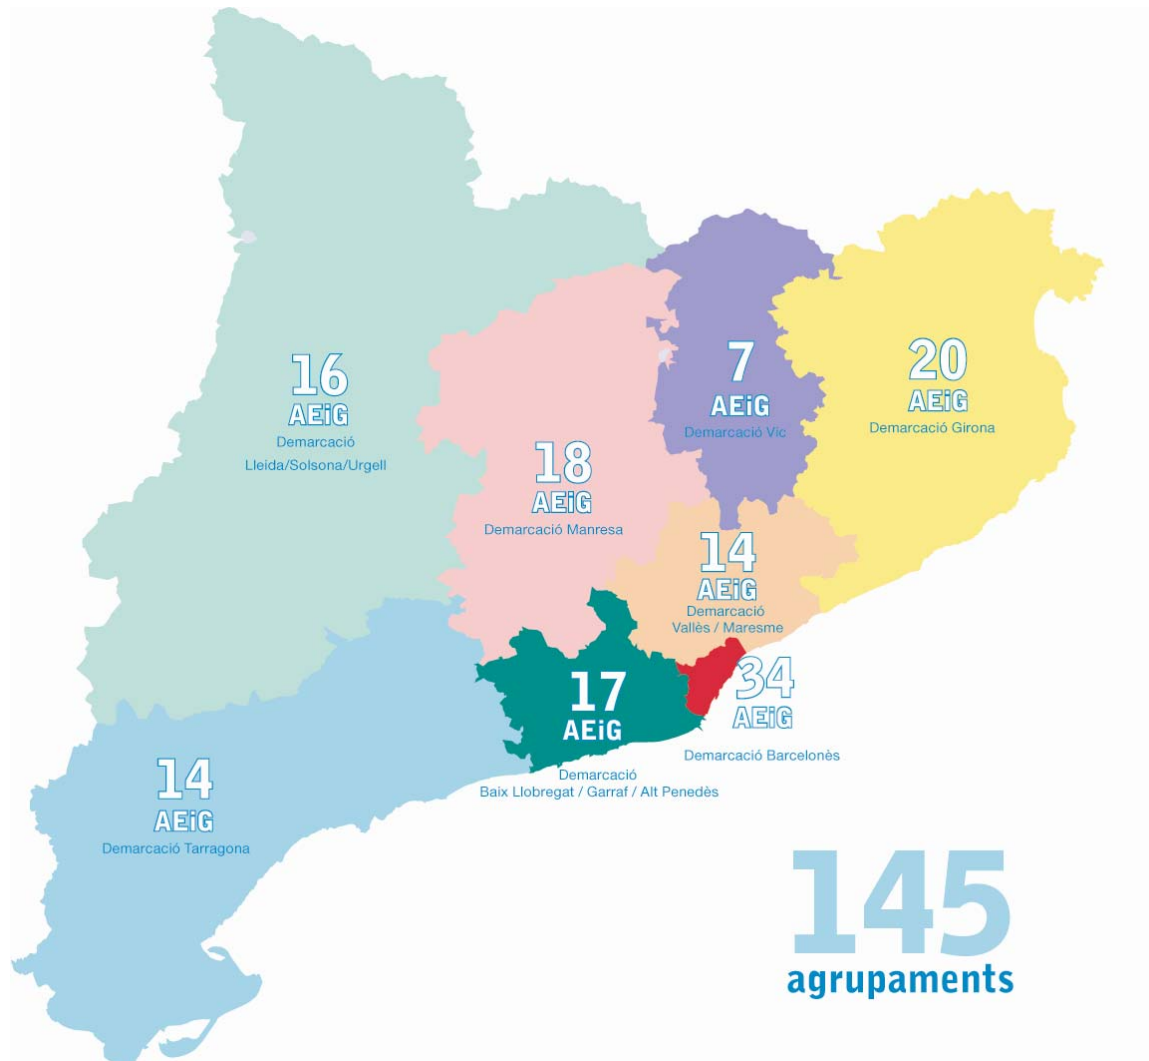 16
AEiG
Demarcació
Lleida/Solsona/Urgell
18
AEiG
Demarcació Manresa
7
AEiG
Demarcació Vic
20
AEiG
Demarcació Girona
14
AEiG
Demarcació
Vallès / Maresme
34
AEiG
Demarcació Barcelonès
17
AEiG
Demarcació
Baix Llobregat / Garraf / Alt Penedès
14
AEiG
Demarcació Tarragona
145
agrupaments